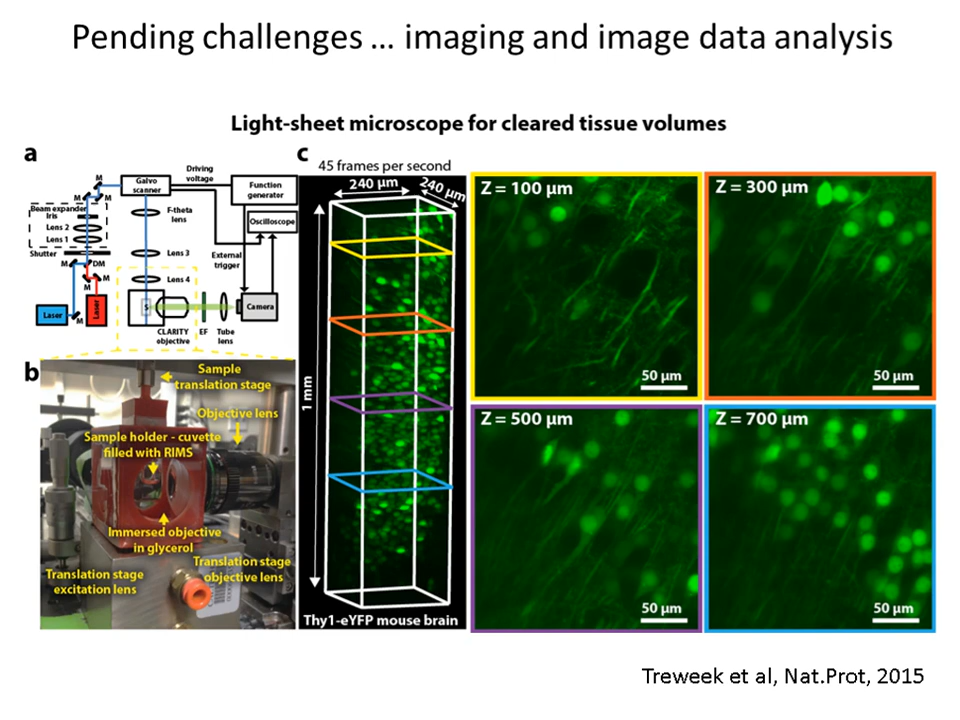 Pending challenges … imaging and image data analysis
Light-sheet microscope for cleared tissue volumes
a
M
M
M
Galvo
scanner
Driving
voltage
Function
generator
Beam expander
Iris
Lens 2
Lens 1
F-theta
lens
Oscilloscope
Shutter
M
DM
M
M
Lens 3
External
trigger
Lens 4
Laser
M
Laser
S
Camera
CLARITY
objective
EF
Tube
lens
b
Sample
translation stage
Objective lens
Sample holder - cuvette
filled with RIMS
Immersed objective
in glycerol
Translation stage
excitation lens
Translation stage
objective lens
c
45 frames per second
240 µm
240 µm
1 mm
Thy1-eYFP mouse brain
Z = 100 µm
50 µm
Z = 300 µm
50 µm
Z = 500 µm
50 µm
Z = 700 µm
50 µm
Treweek et al, Nat.Prot, 2015